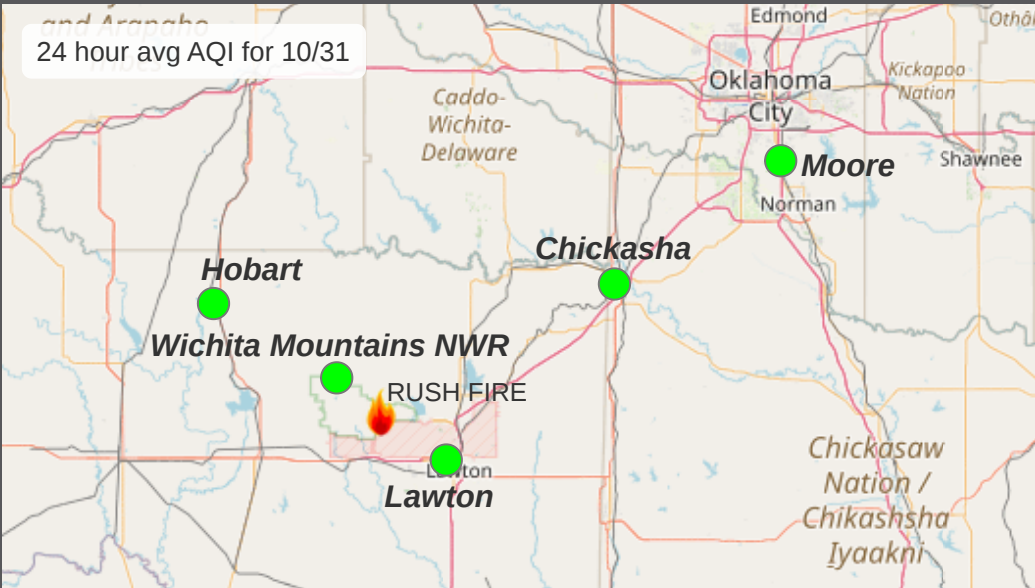 and Arapaho
24 hour avg AQI for 10/31
Edmond
Oklahoma
City
Kickapoo
Nation
Caddo-
Wichita-
Delaware
Moore
Shawnee
Norman
Chickasha
Hobart
Wichita Mountains NWR
RUSH FIRE
Lawton
Lawton
Chickasaw
Nation /
Chikashsha
Iyaakni